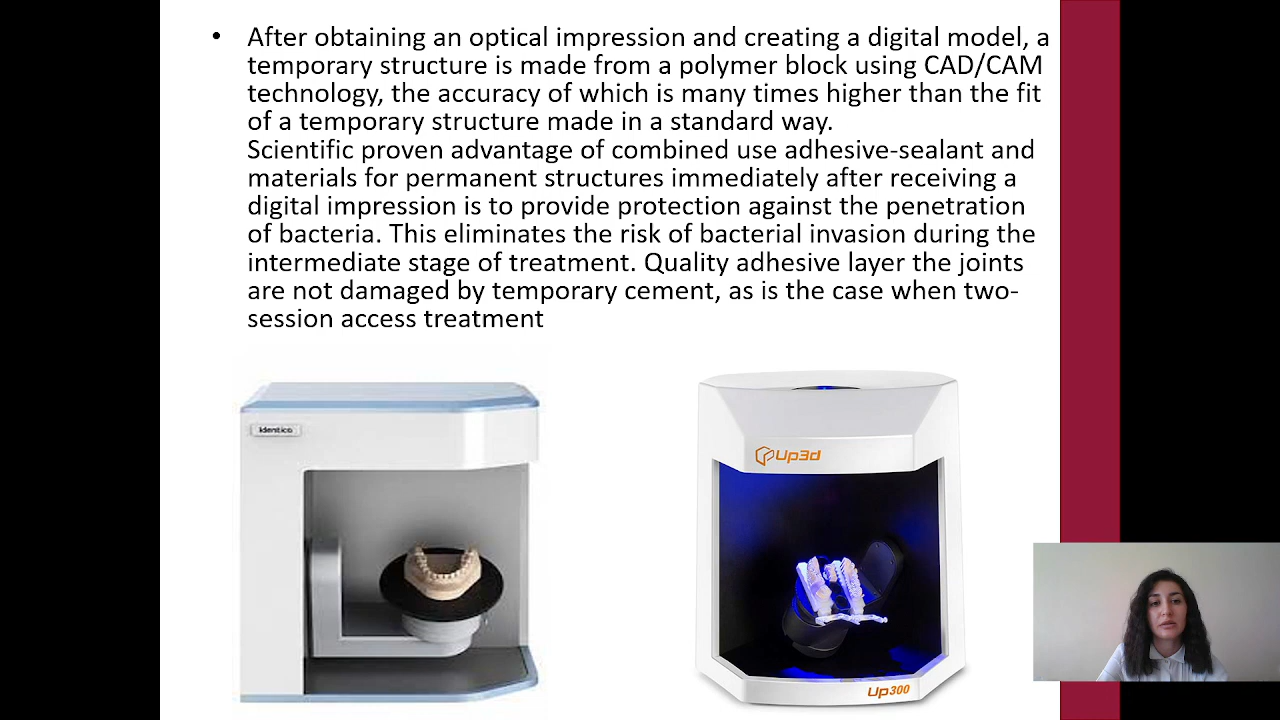 • After obtaining an optical impression and creating a digital model, a
temporary structure is made from a polymer block using CAD/CAM
technology, the accuracy of which is many times higher than the fit
of a temporary structure made in a standard way.
Scientific proven advantage of combined use adhesive-sealant and
materials for permanent structures immediately after receiving a
digital impression is to provide protection against the penetration
of bacteria. This eliminates the risk of bacterial invasion during the
intermediate stage of treatment. Quality adhesive layer the joints
are not damaged by temporary cement, as is the case when two-
session access treatment
identica
Up3d
Up300